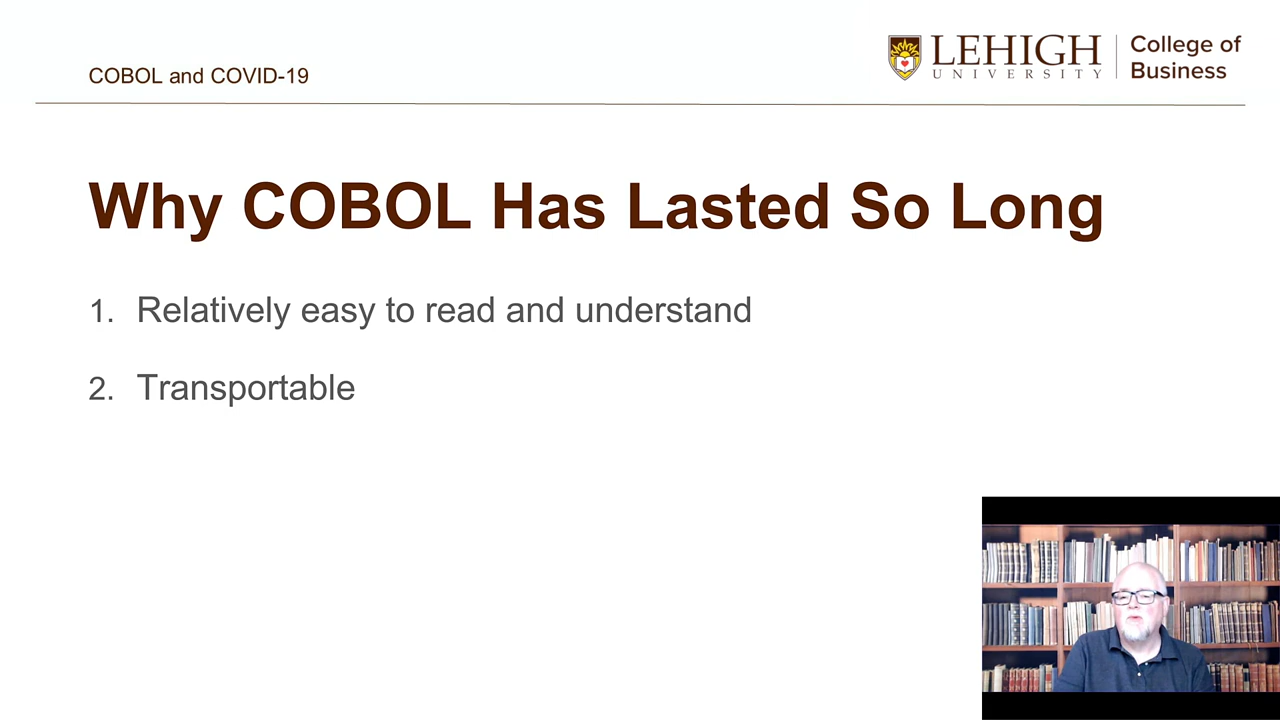 COBOL and COVID-19
LEHIGH
UNIVERSITY
College of
Business
Why COBOL Has Lasted So Long
1. Relatively easy to read and understand
2. Transportable